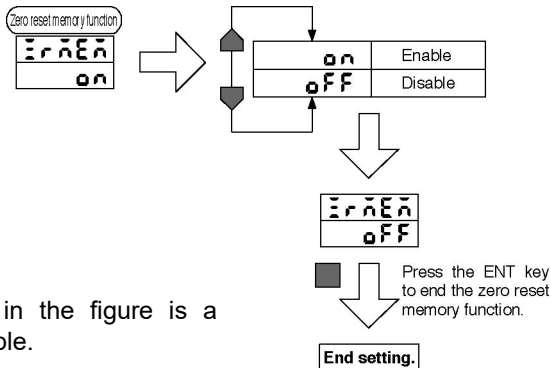 Zero reset memory function
ZrMEM
on
on Enable
oFF Disable
ZrMEM
oFF
Press the ENT key
to end the zero reset
memory function.
in the figure is a
ole.
End setting.